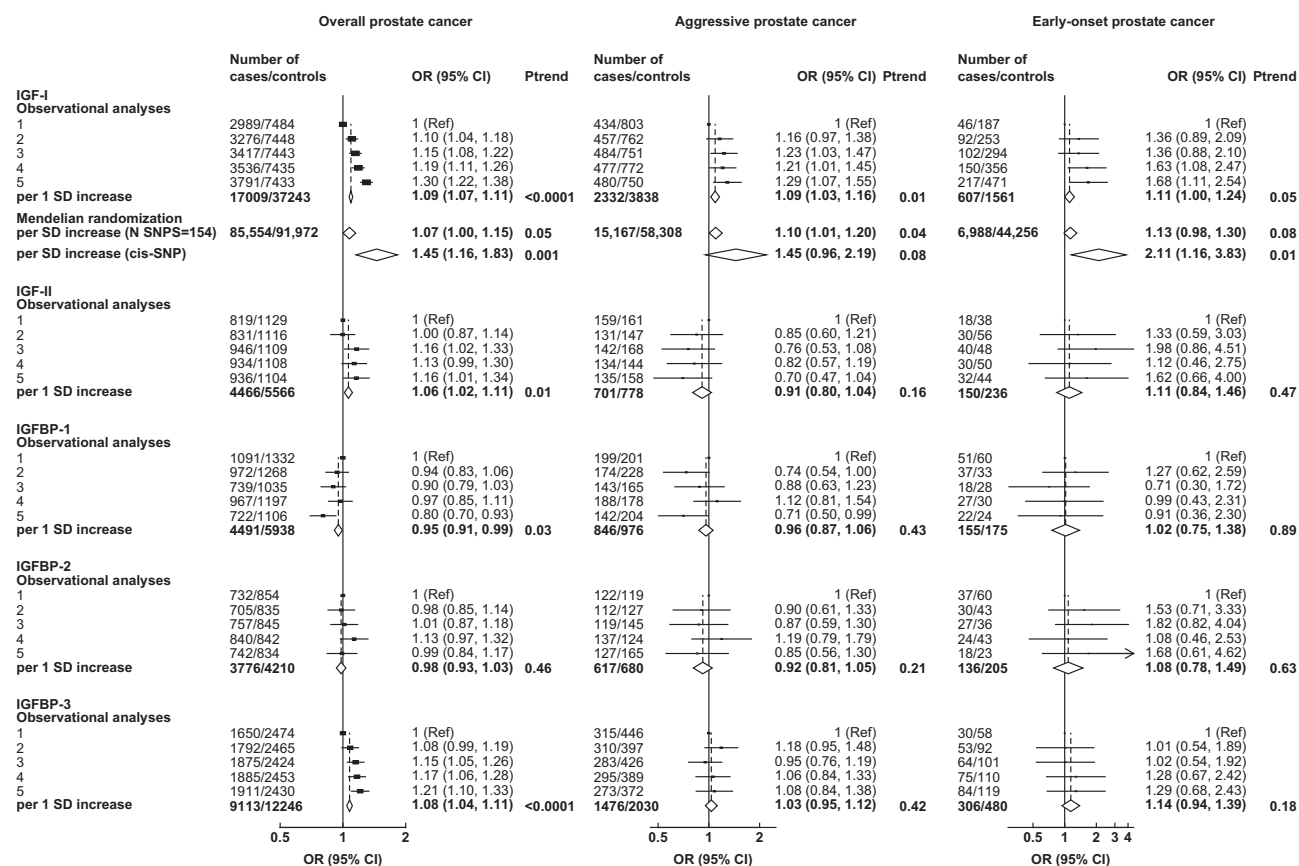 Overall prostate cancer Aggressive prostate cancer Early-onset prostate cancer
Number of Number of Number of
cases/controls OR (95% CI) Ptrend cases/controls OR (95% CI) Ptrend cases/controls OR (95% CI) Ptrend
IGF-I
Observational analyses
1 2989/7484 1 (Ref) 434/803 1 (Ref) 46/187 1 (Ref)
2 3276/7448 1.10 (1.04, 1.18) 457/762 1.16 (0.97, 1.38) 92/253 1.36 (0.89, 2.09)
3 3417/7443 1.15 (1.08, 1.22) 484/751 1.23 (1.03, 1.47) 102/294 1.36 (0.88, 2.10)
4 3536/7435 1.19 (1.11, 1.26) 477/772 1.21 (1.01, 1.45) 150/356 1.63 (1.08, 2.47)
5 3791/7433 1.30 (1.22, 1.38) 480/750 1.29 (1.07, 1.55) 217/471 1.68 (1.11, 2.54)
per 1 SD increase 17009/37243 1.09 (1.07, 1.11) <0.0001 2332/3838 1.09 (1.03, 1.16) 0.01 607/1561 1.11 (1.00, 1.24) 0.05
Mendelian randomization
per SD increase (N SNPS=154) 85,554/91,972 1.07 (1.00, 1.15) 0.05 15,167/58,308 1.10 (1.01, 1.20) 0.04 6,988/44,256 1.13 (0.98, 1.30) 0.08
per SD increase (cis-SNP) 1.45 (1.16, 1.83) 0.001 1.45 (0.96, 2.19) 0.08 2.11 (1.16, 3.83) 0.01
IGF-II
Observational analyses
1 819/1129 1 (Ref) 159/161 1 (Ref) 18/38 1 (Ref)
2 831/1116 1.00 (0.87, 1.14) 131/147 0.85 (0.60, 1.21) 30/56 1.33 (0.59, 3.03)
3 946/1109 1.16 (1.02, 1.33) 142/168 0.76 (0.53, 1.08) 40/48 1.98 (0.86, 4.51)
4 934/1108 1.13 (0.99, 1.30) 134/144 0.82 (0.57, 1.19) 30/50 1.12 (0.46, 2.75)
5 936/1104 1.16 (1.01, 1.34) 135/158 0.70 (0.47, 1.04) 32/44 1.62 (0.66, 4.00)
per 1 SD increase 4466/5566 1.06 (1.02, 1.11) 0.01 701/778 0.91 (0.80, 1.04) 0.16 150/236 1.11 (0.84, 1.46) 0.47
IGFBP-1
Observational analyses
1 1091/1332 1 (Ref) 199/201 1 (Ref) 51/60 1 (Ref)
2 972/1268 0.94 (0.83, 1.06) 174/228 0.74 (0.54, 1.00) 37/33 1.27 (0.62, 2.59)
3 739/1035 0.90 (0.79, 1.03) 143/165 0.88 (0.63, 1.23) 18/28 0.71 (0.30, 1.72)
4 967/1197 0.97 (0.85, 1.11) 188/178 1.12 (0.81, 1.54) 27/30 0.99 (0.43, 2.31)
5 722/1106 0.80 (0.70, 0.93) 142/204 0.71 (0.50, 0.99) 22/24 0.91 (0.36, 2.30)
per 1 SD increase 4491/5938 0.95 (0.91, 0.99) 0.03 846/976 0.96 (0.87, 1.06) 0.43 155/175 1.02 (0.75, 1.38) 0.89
IGFBP-2
Observational analyses
1 732/854 1 (Ref) 122/119 1 (Ref) 37/60 1 (Ref)
2 705/835 0.98 (0.85, 1.14) 112/127 0.90 (0.61, 1.33) 30/43 1.53 (0.71, 3.33)
3 757/845 1.01 (0.87, 1.18) 119/145 0.87 (0.59, 1.30) 27/36 1.82 (0.82, 4.04)
4 840/842 1.13 (0.97, 1.32) 137/124 1.19 (0.79, 1.79) 24/43 1.08 (0.46, 2.53)
5 742/834 0.99 (0.84, 1.17) 127/165 0.85 (0.56, 1.30) 18/23 1.68 (0.61, 4.62)
per 1 SD increase 3776/4210 0.98 (0.93, 1.03) 0.46 617/680 0.92 (0.81, 1.05) 0.21 136/205 1.08 (0.78, 1.49) 0.63
IGFBP-3
Observational analyses
1 1650/2474 1 (Ref) 315/446 1 (Ref) 30/58 1 (Ref)
2 1792/2465 1.08 (0.99, 1.19) 310/397 1.18 (0.95, 1.48) 53/92 1.01 (0.54, 1.89)
3 1875/2424 1.15 (1.05, 1.26) 283/426 0.95 (0.76, 1.19) 64/101 1.02 (0.54, 1.92)
4 1885/2453 1.17 (1.06, 1.28) 295/389 1.06 (0.84, 1.33) 75/110 1.28 (0.67, 2.42)
5 1911/2430 1.21 (1.10, 1.33) 273/372 1.08 (0.84, 1.38) 84/119 1.29 (0.68, 2.43)
per 1 SD increase 9113/12246 1.08 (1.04, 1.11) <0.0001 1476/2030 1.03 (0.95, 1.12) 0.42 306/480 1.14 (0.94, 1.39) 0.18
0.5 1 2 0.5 1 2 0.5 1 2 3 4
OR (95% CI) OR (95% CI) OR (95% CI)